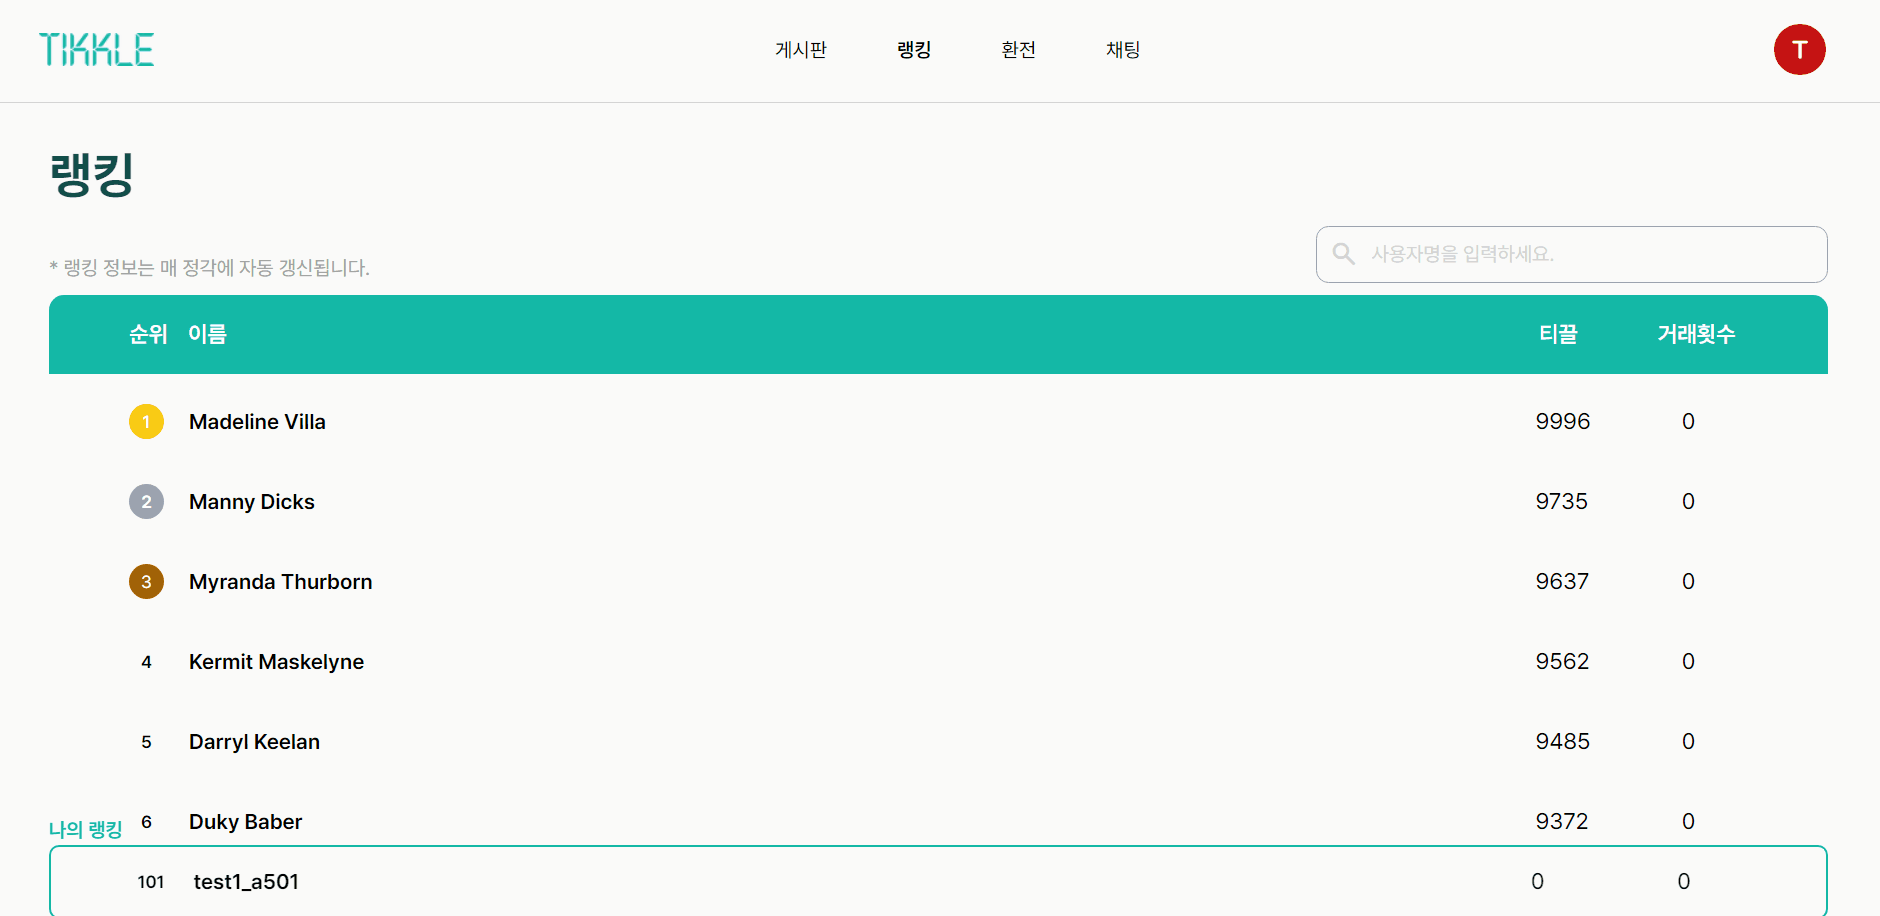 TIKKLE 게시판 랭킹 환전 채팅 T
랭킹
* 랭킹 정보는 매 정각에 자동 갱신됩니다.
사용자명을 입력하세요.
순위 이름 티끌 거래횟수
1 Madeline Villa 9996 0
2 Manny Dicks 9735 0
3 Myranda Thurborn 9637 0
4 Kermit Maskelyne 9562 0
5 Darryl Keelan 9485 0
6 Duky Baber 9372 0
나의 랭킹
101 test1_a501 0 0